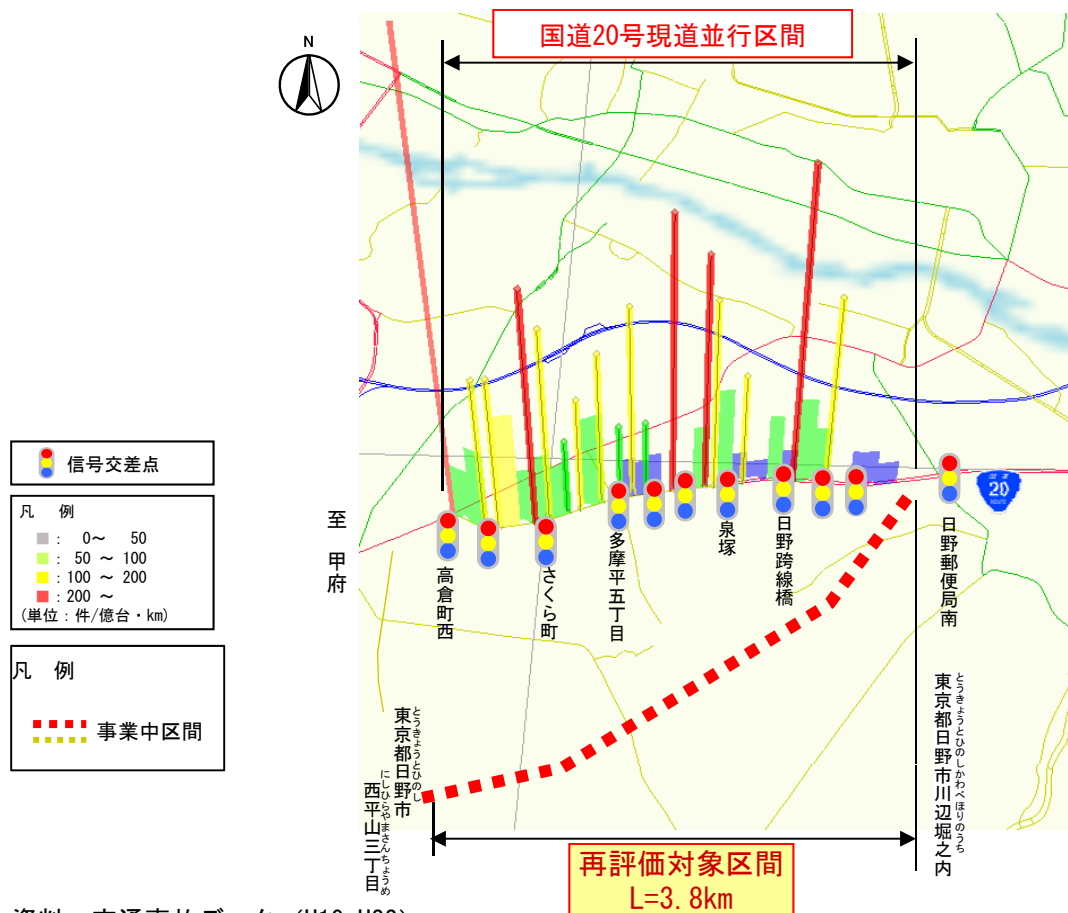 国道20号現道並行区間
N
信号交差点
凡 例
: 0～ 50
: 50 ～ 100
: 100 ～ 200
: 200 ～
(単位：件/億台・km)
凡 例
事業中区間
至 甲府
高倉町西
さくら町
多摩平五丁目
泉塚
日野跨線橋
日野郵便局南
20
東京都日野市
とうきょうとひのし
西平山三丁目
にしひらやまさんちょうめ
東京都日野市川辺堀之内
とうきょうとひのしかわべほりのうち
再評価対象区間
L=3.8km